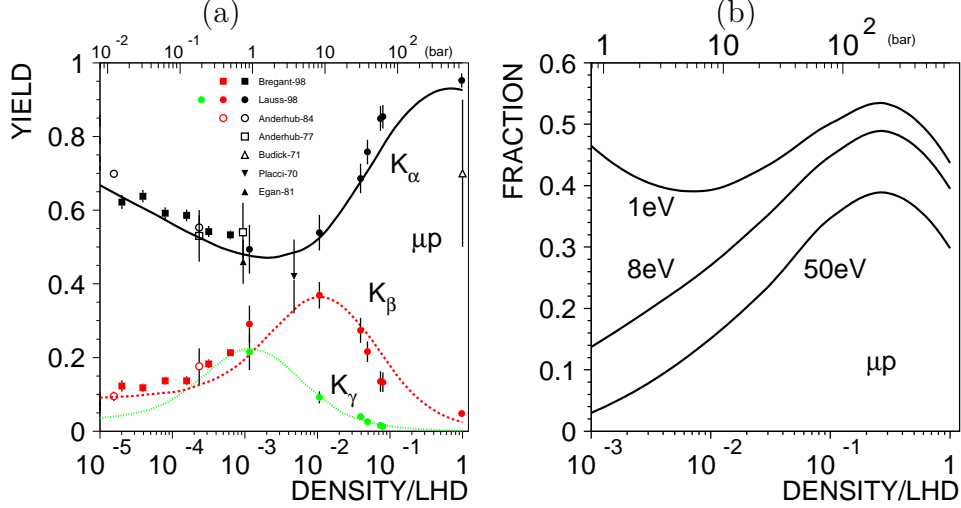 (a)
10⁻² 10⁻¹ 1 10 10² (bar)
YIELD
1
0.8
0.6
0.4
0.2
0
Bregant-98
Lauss-98
Anderhub-84
Anderhub-77
Budick-71
Placci-70
Egan-81
Kα
μp
Kβ
Kγ
10⁻⁵ 10⁻⁴ 10⁻³ 10⁻² 10⁻¹ 1
DENSITY/LHD
(b)
1 10 10² (bar)
FRACTION
0.6
0.5
0.4
0.3
0.2
0.1
0
1eV
8eV
50eV
μp
10⁻³ 10⁻² 10⁻¹ 1
DENSITY/LHD